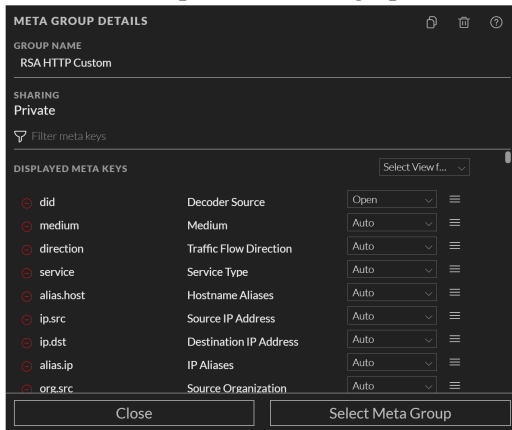 META GROUP DETAILS
GROUP NAME
RSA HTTP Custom
SHARING
Private
Filter meta keys
DISPLAYED META KEYS Select View f...
did Decoder Source Open
medium Medium Auto
direction Traffic Flow Direction Auto
service Service Type Auto
alias.host Hostname Aliases Auto
ip.src Source IP Address Auto
ip.dst Destination IP Address Auto
alias.ip IP Aliases Auto
org.src Source Organization Auto
Close Select Meta Group